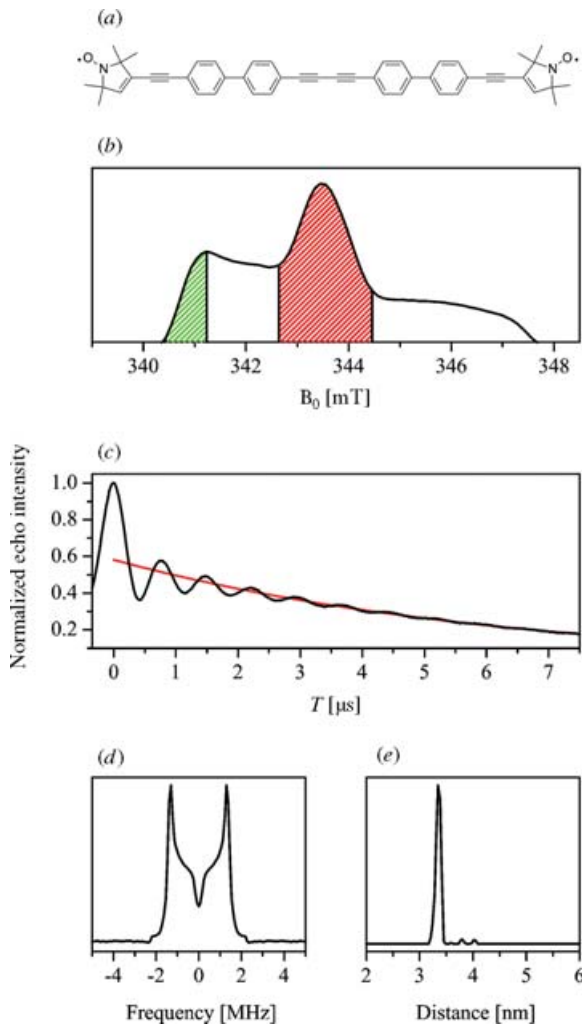 (a)
•O N N O•
(b)
340 342 344 346 348
B₀ [mT]
(c)
Normalized echo intensity
1.0
0.8
0.6
0.4
0.2
0 1 2 3 4 5 6 7
T [µs]
(d) (e)
-4 -2 0 2 4 2 3 4 5 6
Frequency [MHz] Distance [nm]